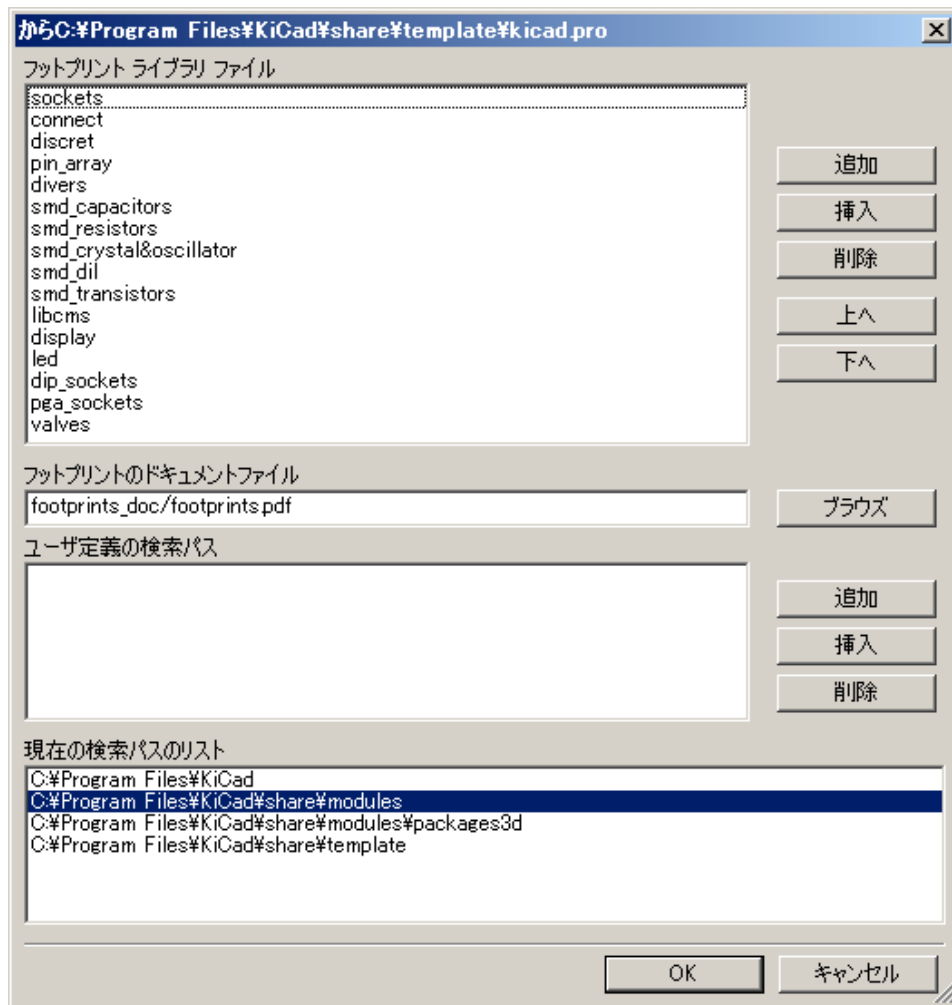 からC:¥Program Files¥KiCad¥share¥template¥kicad.pro
フットプリント ライブラリ ファイル
sockets
connect
discret
pin_array
divers
smd_capacitors
smd_resistors
smd_crystal&oscillator
smd_dil
smd_transistors
libcms
display
led
dip_sockets
pga_sockets
valves
追加
挿入
削除
上へ
下へ
フットプリントのドキュメントファイル
footprints_doc/footprints.pdf
ブラウズ
ユーザ定義の検索パス
追加
挿入
削除
現在の検索パスのリスト
C:¥Program Files¥KiCad
C:¥Program Files¥KiCad¥share¥modules
C:¥Program Files¥KiCad¥share¥modules¥packages3d
C:¥Program Files¥KiCad¥share¥template
OK
キャンセル